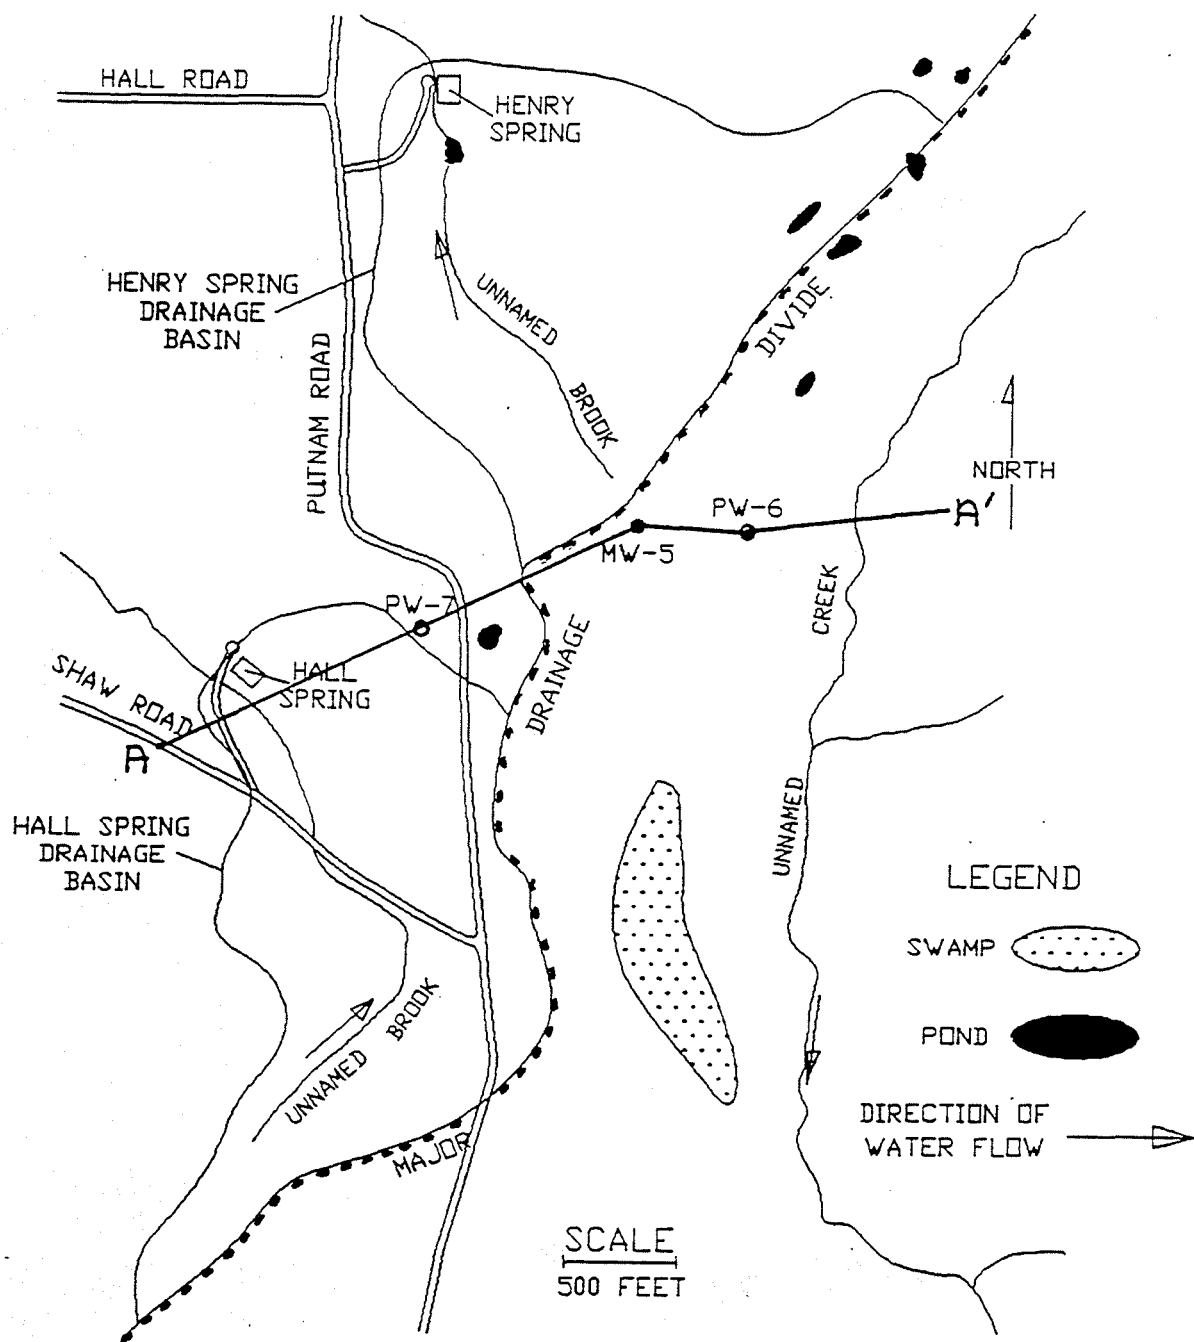 HALL ROAD
HENRY
SPRING
HENRY SPRING
DRAINAGE
BASIN
PUTNAM ROAD
UNNAMED
BROOK
DIVIDE
NORTH
PW-6
A'
MW-5
CREEK
PW-7
HALL
SPRING
DRAINAGE
SHAW ROAD
A
UNNAMED
HALL SPRING
DRAINAGE
BASIN
LEGEND
SWAMP
POND
DIRECTION OF
WATER FLOW
UNNAMED BROOK
MAJOR
SCALE
500 FEET